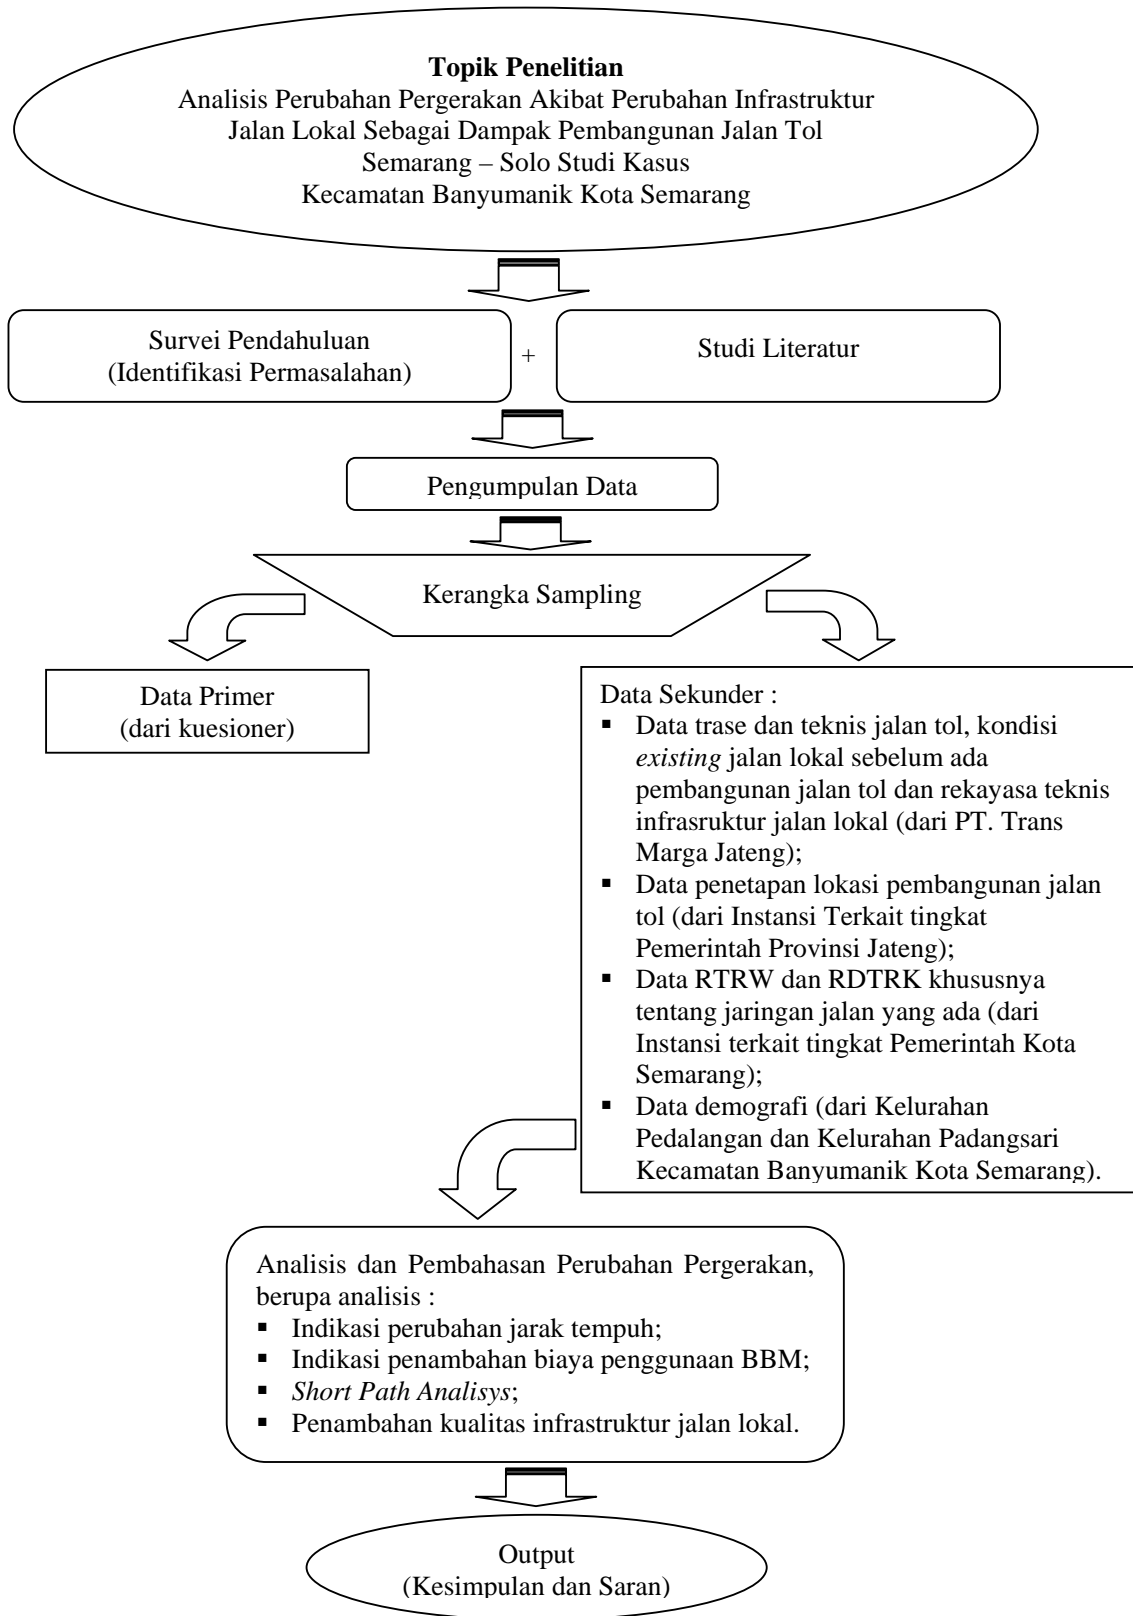 Topik Penelitian
Analisis Perubahan Pergerakan Akibat Perubahan Infrastruktur
Jalan Lokal Sebagai Dampak Pembangunan Jalan Tol
Semarang – Solo Studi Kasus
Kecamatan Banyumanik Kota Semarang
Survei Pendahuluan
(Identifikasi Permasalahan)
+
Studi Literatur
Pengumpulan Data
Kerangka Sampling
Data Primer
(dari kuesioner)
Data Sekunder :
▪ Data trase dan teknis jalan tol, kondisi
existing jalan lokal sebelum ada
pembangunan jalan tol dan rekayasa teknis
infrasruktur jalan lokal (dari PT. Trans
Marga Jateng);
▪ Data penetapan lokasi pembangunan jalan
tol (dari Instansi Terkait tingkat
Pemerintah Provinsi Jateng);
▪ Data RTRW dan RDTRK khususnya
tentang jaringan jalan yang ada (dari
Instansi terkait tingkat Pemerintah Kota
Semarang);
▪ Data demografi (dari Kelurahan
Pedalangan dan Kelurahan Padangsari
Kecamatan Banyumanik Kota Semarang).
Analisis dan Pembahasan Perubahan Pergerakan,
berupa analisis :
▪ Indikasi perubahan jarak tempuh;
▪ Indikasi penambahan biaya penggunaan BBM;
▪ Short Path Analisys;
▪ Penambahan kualitas infrastruktur jalan lokal.
Output
(Kesimpulan dan Saran)